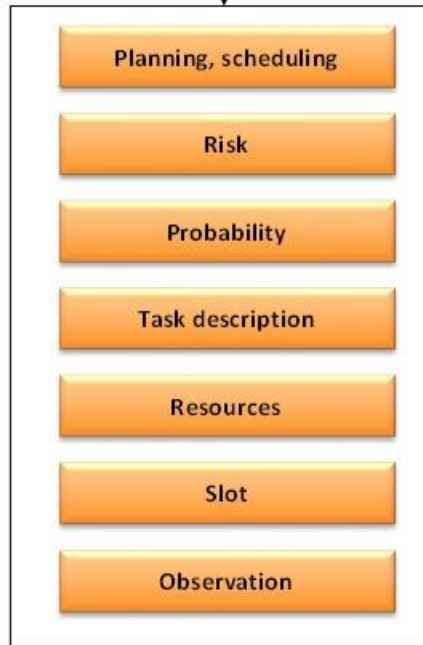 Planning, scheduling
Risk
Probability
Task description
Resources
Slot
Observation